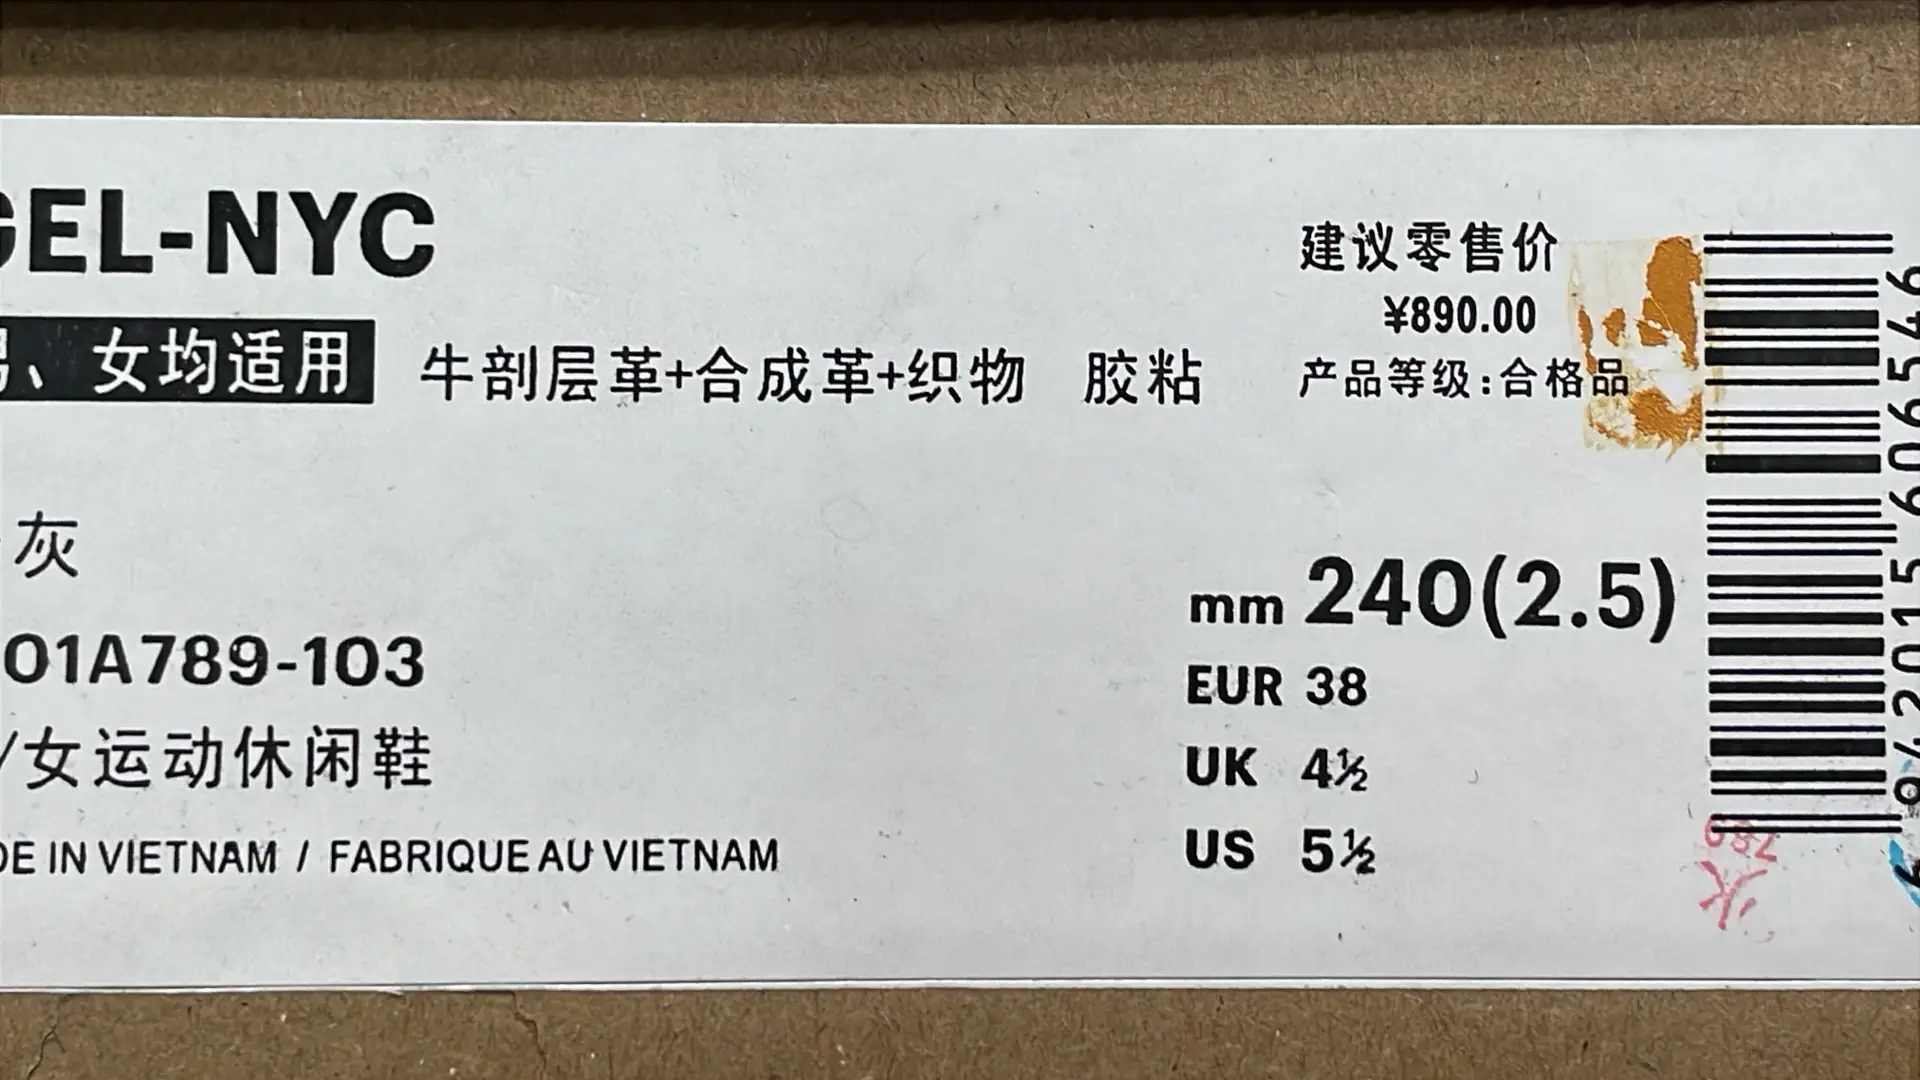 GEL-NYC
男、女均适用
牛剖层革+合成革+织物 胶粘
建议零售价
¥890.00
产品等级:合格品
灰
01A789-103
/女运动休闲鞋
DE IN VIETNAM / FABRIQUE AU VIETNAM
mm 240(2.5)
EUR 38
UK 4½
US 5½
789